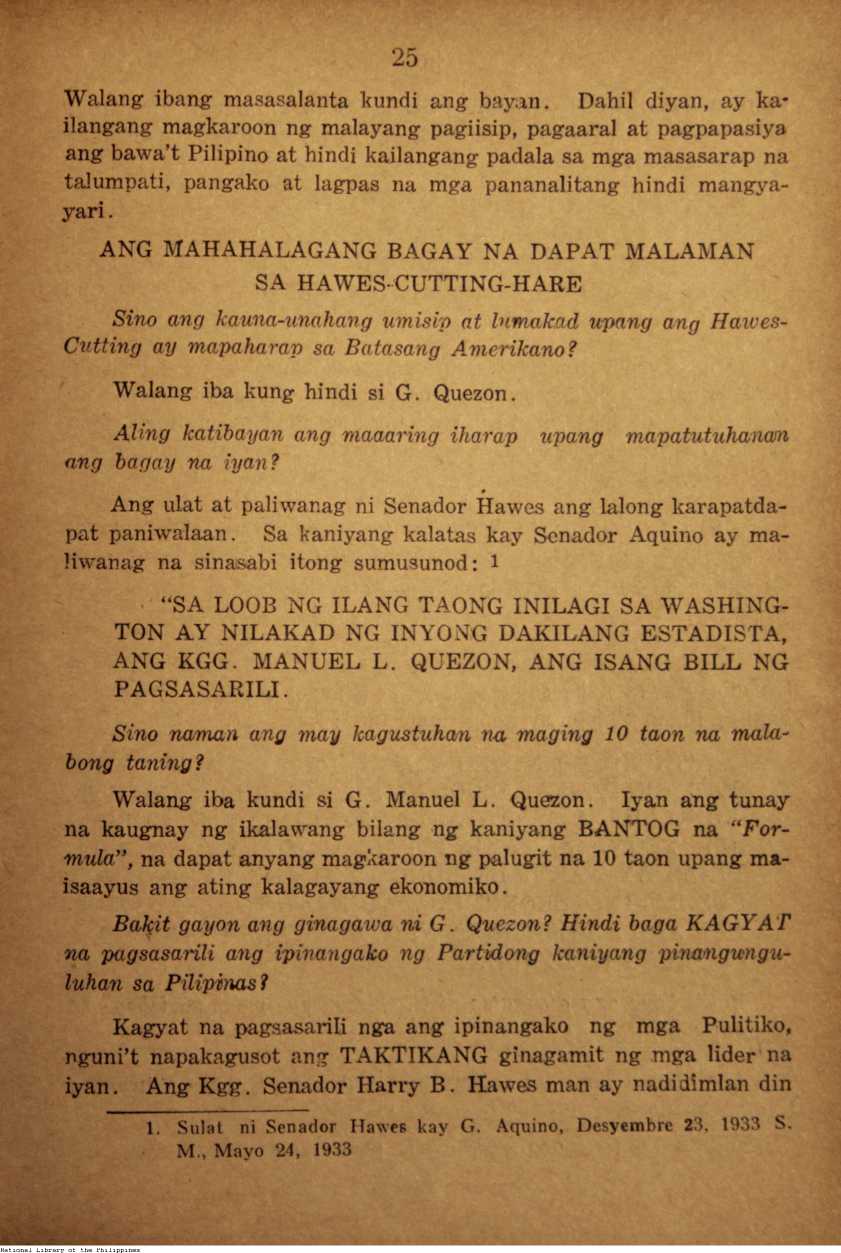 25
Walang ibang masasalanta kundi ang bayan. Dahil diyan, ay ka-
ilangang magkaroon ng malayang pagiisip, pagaaral at pagpapasiya
ang bawa't Pilipino at hindi kailangang padala sa mga masasarap na
talumpati, pangako at lagpas na mga pananalitang hindi mangya-
yari.
ANG MAHAHALAGANG BAGAY NA DAPAT MALAMAN
SA HAWES-CUTTING-HARE
Sino ang kauna-unahang umisip at lumakad upang ang Hawes-
Cutting ay mapaharap sa Batasang Amerikano?
Walang iba kung hindi si G. Quezon.
Aling katibayan ang maaaring iharap upang mapatutuhanan
ang bagay na iyan?
Ang ulat at paliwanag ni Senador Hawes ang lalong karapatda-
pat paniwalaan. Sa kaniyang kalatas kay Senador Aquino ay ma-
liwanag na sinasabi itong sumusunod: 1
"SA LOOB NG ILANG TAONG INILAGI SA WASHING-
TON AY NILAKAD NG INYONG DAKILANG ESTADISTA,
ANG KGG. MANUEL L. QUEZON, ANG ISANG BILL NG
PAGSASARILI.
Sino naman ang may kagustuhan na maging 10 taon na mala-
bong taning?
Walang iba kundi si G. Manuel L. Quezon. Iyan ang tunay
na kaugnay ng ikalawang bilang ng kaniyang BANTOG na "For-
mula", na dapat anyang magkaroon ng palugit na 10 taon upang ma-
isaayus ang ating kalagayang ekonomiko.
Bakit gayon ang ginagawa ni G. Quezon? Hindi baga KAGYAT
na pagsasarili ang ipinangako ng Partidong kaniyang pinangungu-
luhan sa Pilipinas?
Kagyat na pagsasarili nga ang ipinangako ng mga Pulitiko,
nguni't napakagusot ang TAKTIKANG ginagamit ng mga lider na
iyan. Ang Kgg. Senador Harry B. Hawes man ay nadidimlan din
1. Sulat ni Senador Hawes kay G. Aquino, Desyembre 23, 1933 S.
M., Mayo 24, 1933
National Library of the Philippines